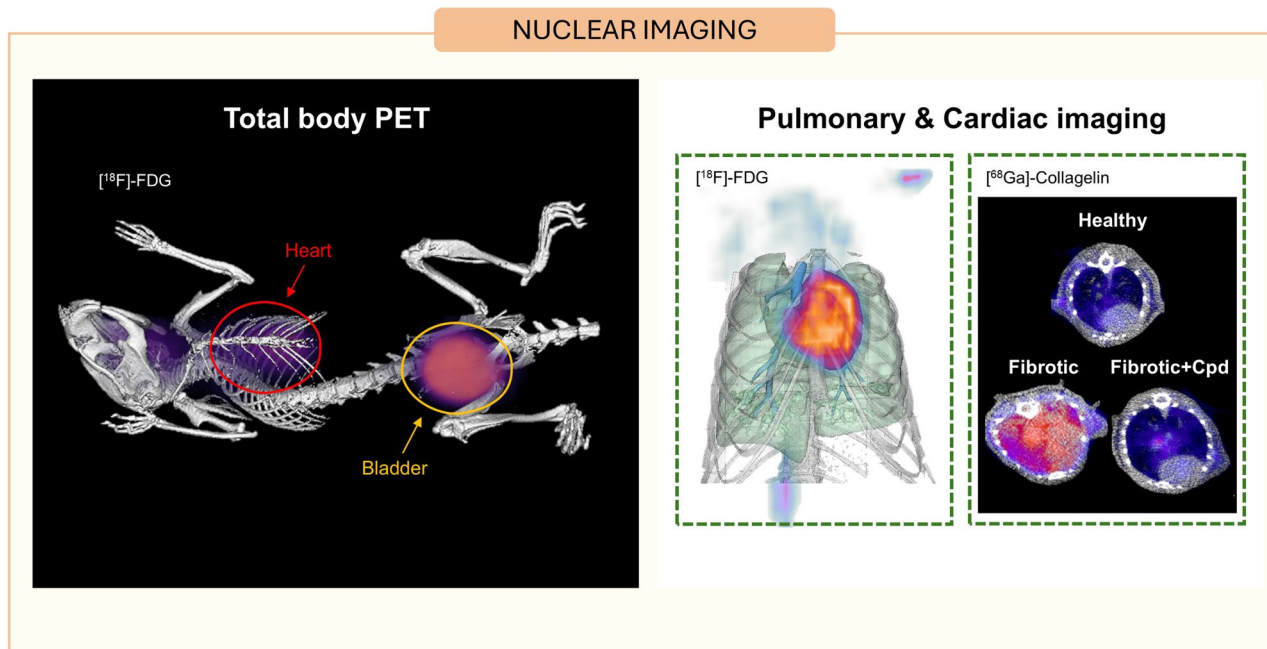 NUCLEAR IMAGING
Total body PET
[¹⁸F]-FDG
Heart
Bladder
Pulmonary & Cardiac imaging
[¹⁸F]-FDG
[⁶⁸Ga]-Collagelin
Healthy
Fibrotic
Fibrotic+Cpd